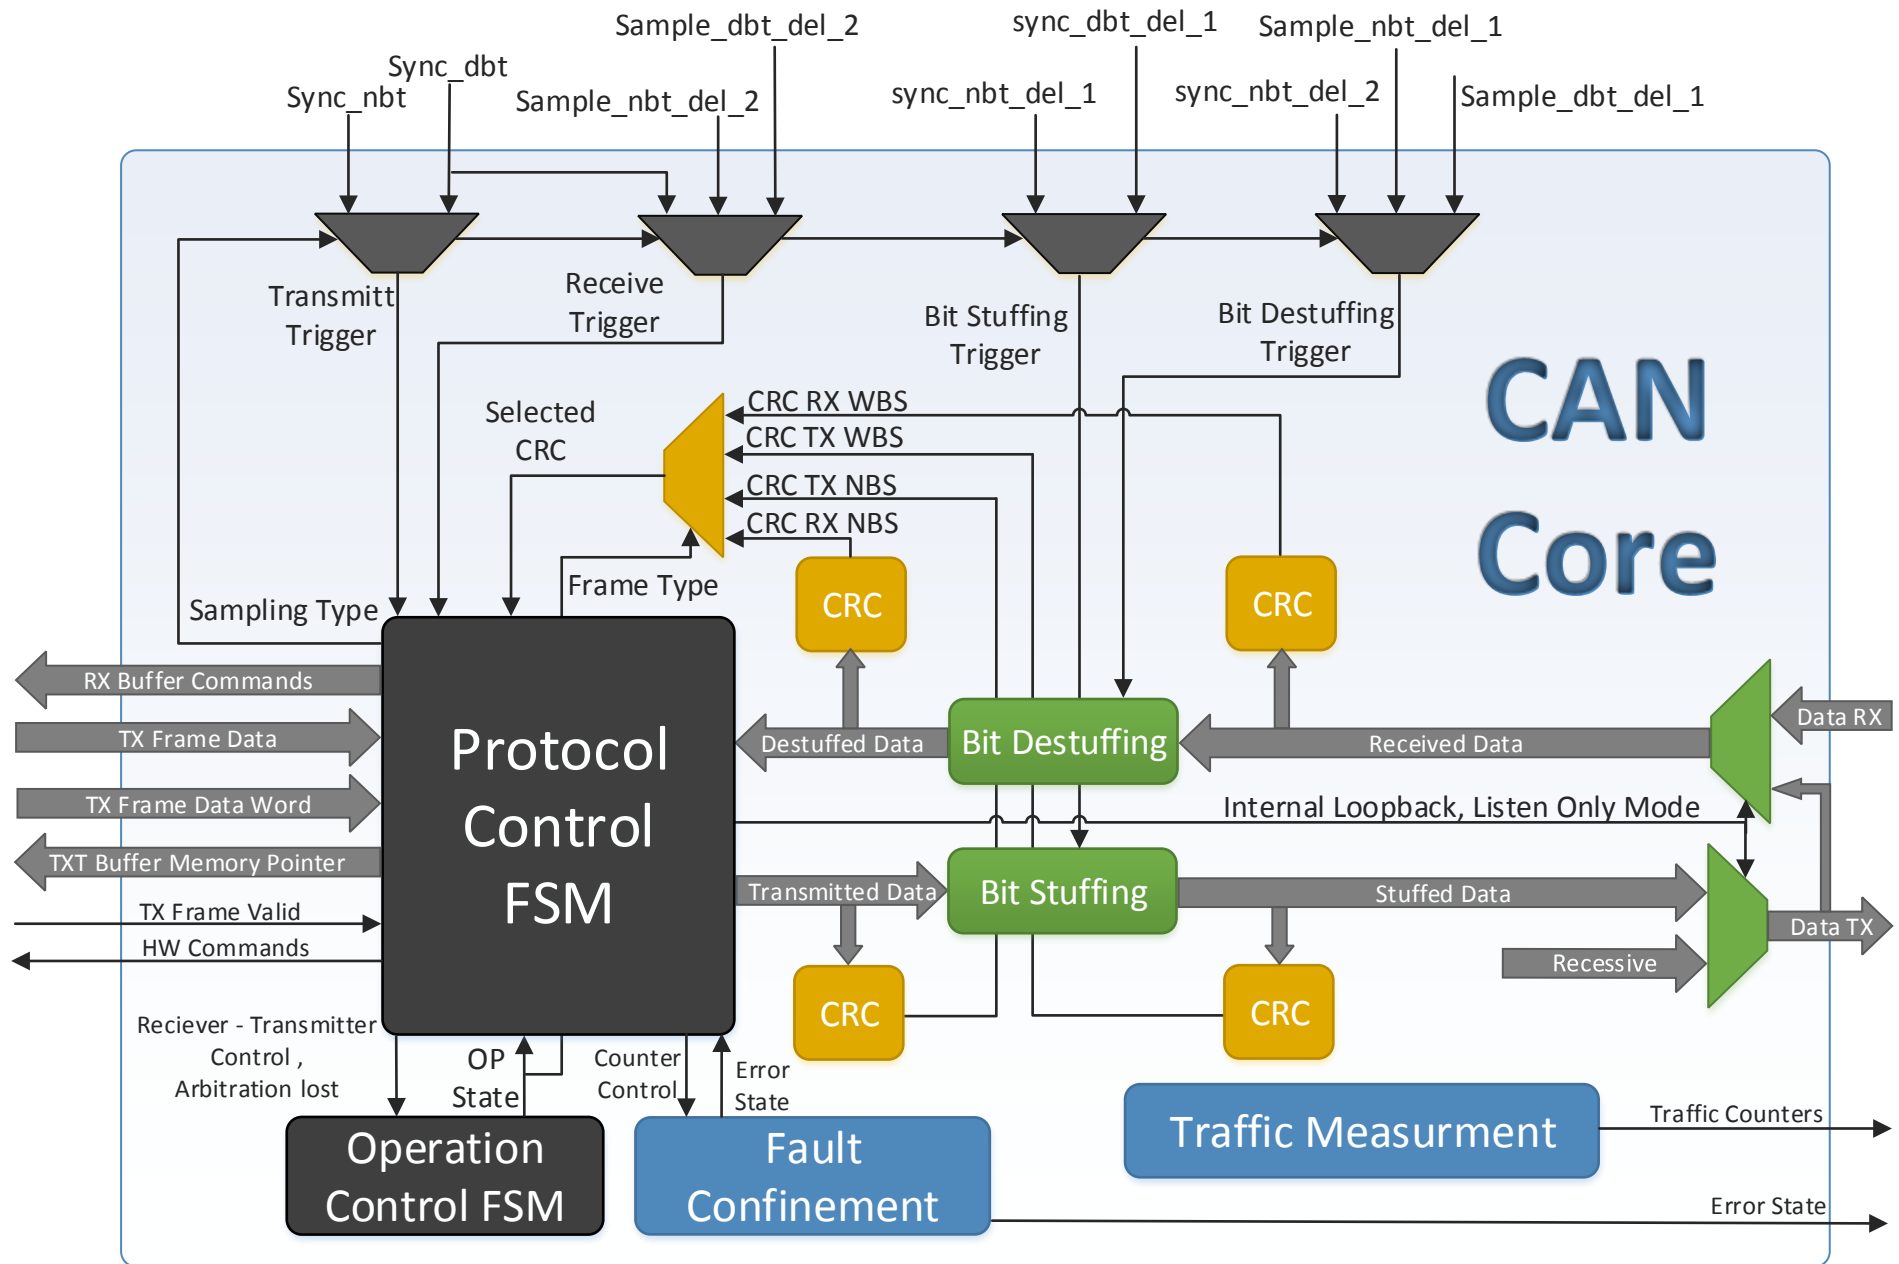 Sample_dbt_del_2
sync_dbt_del_1
Sample_nbt_del_1
Sync_dbt
Sync_nbt
Sample_nbt_del_2
sync_nbt_del_1
sync_nbt_del_2
Sample_dbt_del_1
Transmitt
Trigger
Receive
Trigger
Bit Stuffing
Trigger
Bit Destuffing
Trigger
CAN
Core
Selected
CRC
CRC RX WBS
CRC TX WBS
CRC TX NBS
CRC RX NBS
Frame Type
Sampling Type
CRC
CRC
RX Buffer Commands
TX Frame Data
TX Frame Data Word
TXT Buffer Memory Pointer
TX Frame Valid
HW Commands
Protocol
Control
FSM
Destuffed Data
Bit Destuffing
Received Data
Data RX
Internal Loopback, Listen Only Mode
Transmitted Data
Bit Stuffing
Stuffed Data
Data TX
Recessive
CRC
CRC
Reciever - Transmitter
Control ,
Arbitration lost
OP
State
Counter
Control
Error
State
Operation
Control FSM
Fault
Confinement
Traffic Measurment
Traffic Counters
Error State